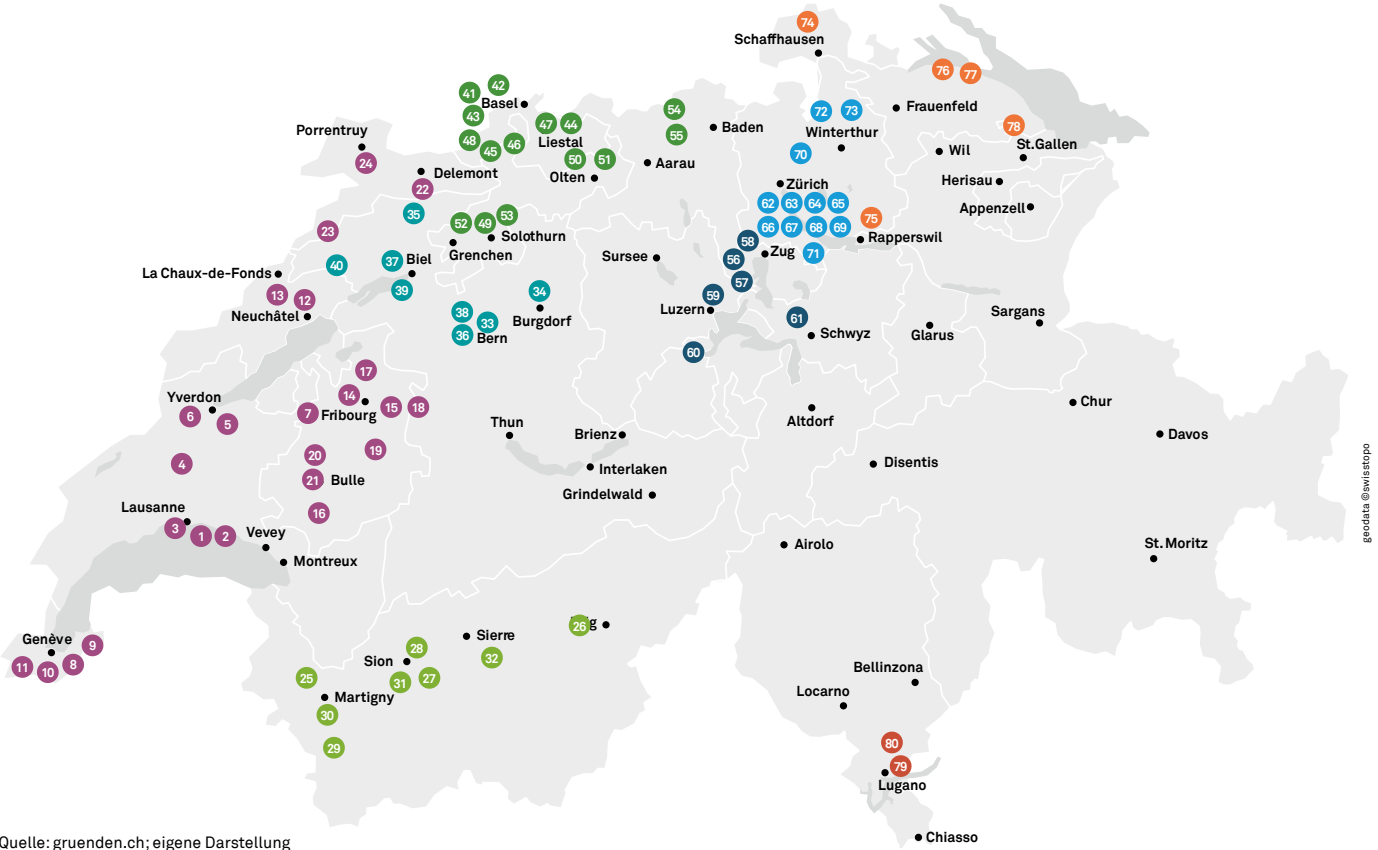 74
Schaffhausen
76
77
41
42
Basel
43
54
72
73
Frauenfeld
47
44
Liestal
55
Baden
Winterthur
78
St.Gallen
Porrentruy
24
48
45
46
50
51
Olten
Aarau
70
Wil
Delemont
22
Zürich
Herisau
35
62
63
64
65
Appenzell
23
52
49
53
Solothurn
Grenchen
66
67
68
69
75
Rapperswil
58
56
Zug
71
40
37
Biel
Sursee
57
La Chaux-de-Fonds
39
34
Burgdorf
59
Luzern
13
12
Neuchâtel
38
33
36
Bern
61
Schwyz
Glarus
Sargans
60
17
Yverdon
6
5
14
7
Fribourg
15
18
Thun
Brienz
Altdorf
Chur
Davos
4
20
19
21
Bulle
Interlaken
Grindelwald
Disentis
geodata ©swisstopo
Lausanne
3
1
2
16
Vevey
Montreux
Airolo
St.Moritz
Genève
9
11
10
8
26
Sierre
32
28
Sion
31
27
25
Martigny
30
29
Bellinzona
Locarno
80
79
Lugano
Chiasso
Quelle: gruenden.ch; eigene Darstellung